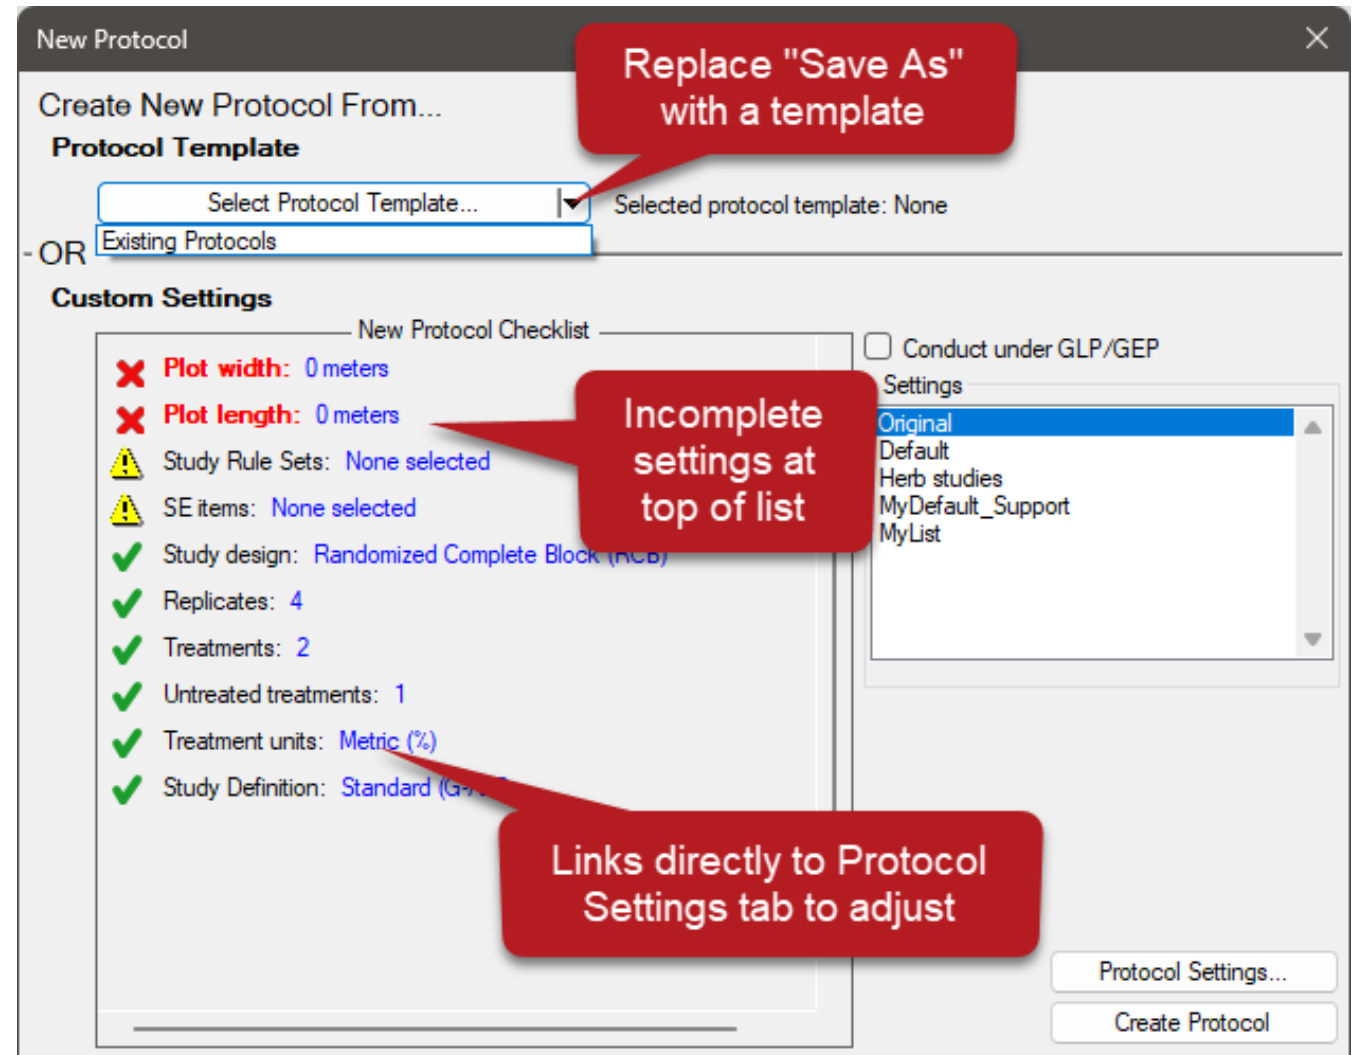 New Protocol
Replace "Save As"
with a template
Create New Protocol From...
Protocol Template
Select Protocol Template...
Selected protocol template: None
Existing Protocols
OR
Custom Settings
New Protocol Checklist
Plot width: 0 meters
Plot length: 0 meters
Study Rule Sets: None selected
SE items: None selected
Study design: Randomized Complete Block (RCB)
Replicates: 4
Treatments: 2
Untreated treatments: 1
Treatment units: Metric (%)
Study Definition: Standard
Incomplete
settings at
top of list
Conduct under GLP/GEP
Settings
Original
Default
Herb studies
MyDefault_Support
MyList
Links directly to Protocol
Settings tab to adjust
Protocol Settings...
Create Protocol